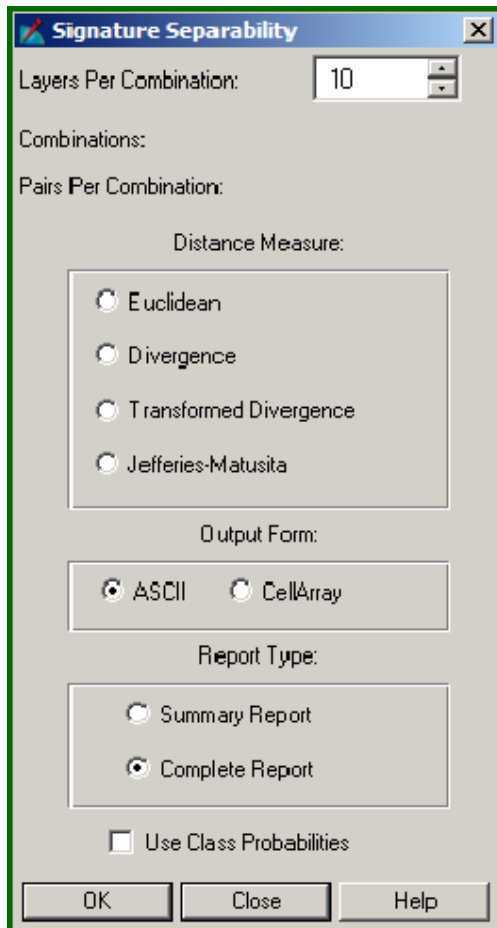 Signature Separability
Layers Per Combination: 10
Combinations:
Pairs Per Combination:
Distance Measure:
Euclidean
Divergence
Transformed Divergence
Jefferies-Matusita
Output Form:
ASCII CellArray
Report Type:
Summary Report
Complete Report
Use Class Probabilities
OK Close Help